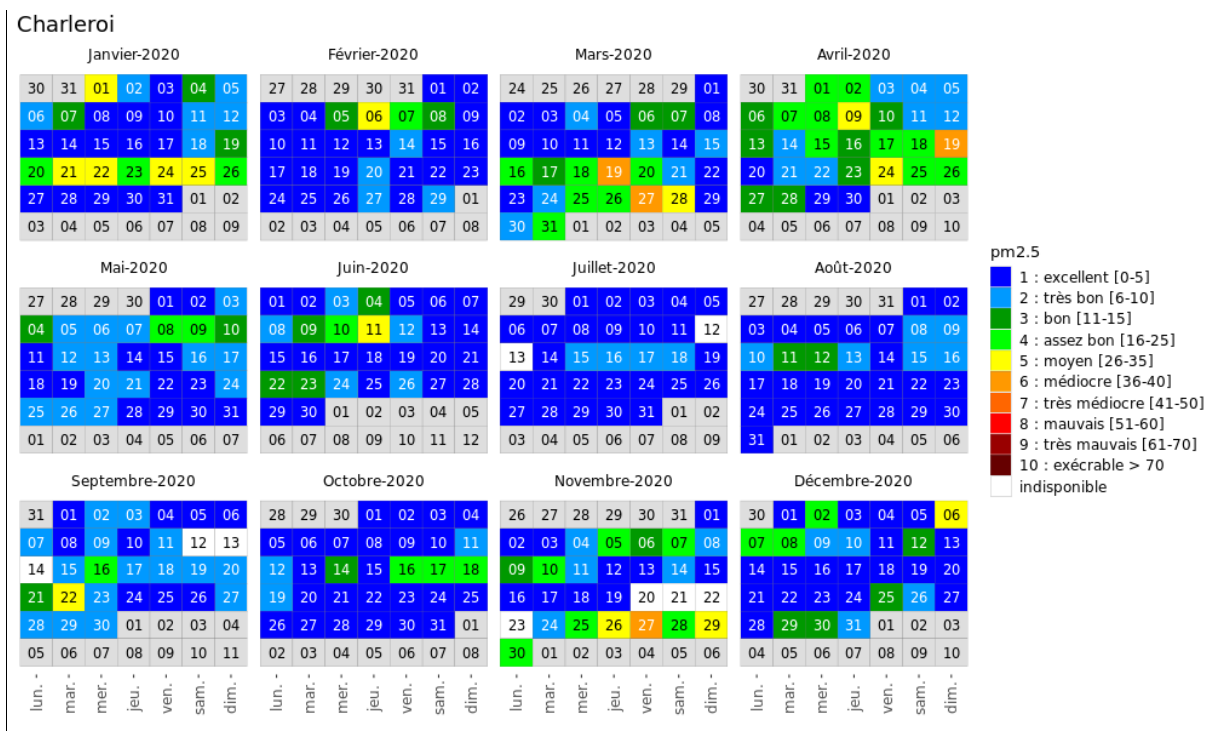 Charleroi
Janvier-2020 Février-2020 Mars-2020 Avril-2020
30 31 01 02 03 04 05 27 28 29 30 31 01 02 24 25 26 27 28 29 01 30 31 01 02 03 04 05
06 07 08 09 10 11 12 03 04 05 06 07 08 09 02 03 04 05 06 07 08 06 07 08 09 10 11 12
13 14 15 16 17 18 19 10 11 12 13 14 15 16 09 10 11 12 13 14 15 13 14 15 16 17 18 19
20 21 22 23 24 25 26 17 18 19 20 21 22 23 16 17 18 19 20 21 22 20 21 22 23 24 25 26
27 28 29 30 31 01 02 24 25 26 27 28 29 01 23 24 25 26 27 28 29 27 28 29 30 01 02 03
03 04 05 06 07 08 09 02 03 04 05 06 07 08 30 31 01 02 03 04 05 04 05 06 07 08 09 10
Mai-2020 Juin-2020 Juillet-2020 Août-2020
27 28 29 30 01 02 03 01 02 03 04 05 06 07 29 30 01 02 03 04 05 27 28 29 30 31 01 02
04 05 06 07 08 09 10 08 09 10 11 12 13 14 06 07 08 09 10 11 12 03 04 05 06 07 08 09
11 12 13 14 15 16 17 15 16 17 18 19 20 21 13 14 15 16 17 18 19 10 11 12 13 14 15 16
18 19 20 21 22 23 24 22 23 24 25 26 27 28 20 21 22 23 24 25 26 17 18 19 20 21 22 23
25 26 27 28 29 30 31 29 30 01 02 03 04 05 27 28 29 30 31 01 02 24 25 26 27 28 29 30
01 02 03 04 05 06 07 06 07 08 09 10 11 12 03 04 05 06 07 08 09 31 01 02 03 04 05 06
Septembre-2020 Octobre-2020 Novembre-2020 Décembre-2020
31 01 02 03 04 05 06 28 29 30 01 02 03 04 26 27 28 29 30 31 01 30 01 02 03 04 05 06
07 08 09 10 11 12 13 05 06 07 08 09 10 11 02 03 04 05 06 07 08 07 08 09 10 11 12 13
14 15 16 17 18 19 20 12 13 14 15 16 17 18 09 10 11 12 13 14 15 14 15 16 17 18 19 20
21 22 23 24 25 26 27 19 20 21 22 23 24 25 16 17 18 19 20 21 22 21 22 23 24 25 26 27
28 29 30 01 02 03 04 26 27 28 29 30 31 01 23 24 25 26 27 28 29 28 29 30 31 01 02 03
05 06 07 08 09 10 11 02 03 04 05 06 07 08 30 01 02 03 04 05 06 04 05 06 07 08 09 10
lun. - mar. - mer. - jeu. - ven. - sam. - dim. - lun. - mar. - mer. - jeu. - ven. - sam. - dim. - lun. - mar. - mer. - jeu. - ven. - sam. - dim. - lun. - mar. - mer. - jeu. - ven. - sam. - dim. -
pm2.5
1 : excellent [0-5]
2 : très bon [6-10]
3 : bon [11-15]
4 : assez bon [16-25]
5 : moyen [26-35]
6 : médiocre [36-40]
7 : très médiocre [41-50]
8 : mauvais [51-60]
9 : très mauvais [61-70]
10 : exécrable > 70
indisponible